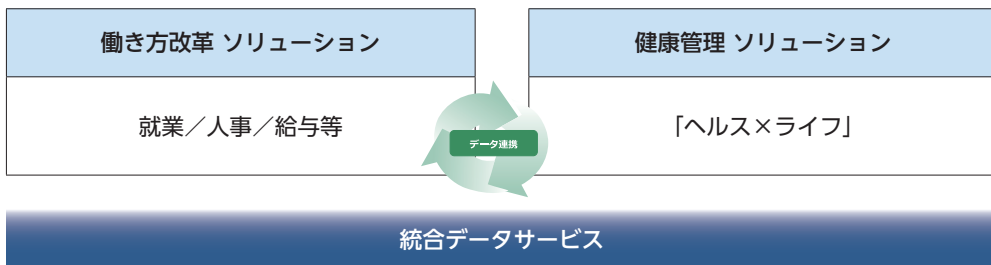 働き方改革 ソリューション
就業／人事／給与等
健康管理 ソリューション
「ヘルス×ライフ」
データ連携
統合データサービス